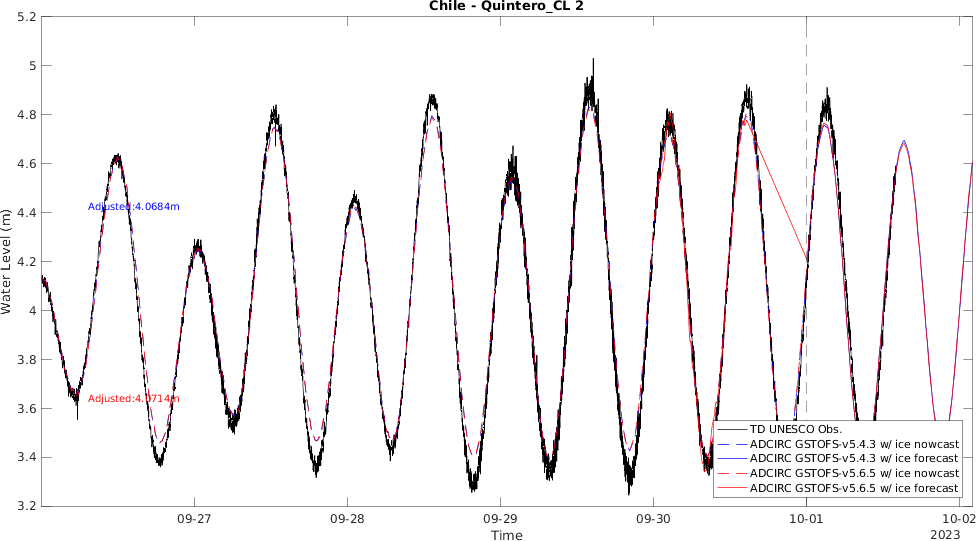 Chile - Quintero_CL 2
5.2
5
4.8
4.6
4.4
4.2
4
3.8
3.6
3.4
3.2
Water Level (m)
Adjusted:4.0684m
Adjusted:4.0714m
TD UNESCO Obs.
ADCIRC GSTOFS-v5.4.3 w/ ice nowcast
ADCIRC GSTOFS-v5.4.3 w/ ice forecast
ADCIRC GSTOFS-v5.6.5 w/ ice nowcast
ADCIRC GSTOFS-v5.6.5 w/ ice forecast
09-27 09-28 09-29 09-30 10-01 10-02
Time
2023